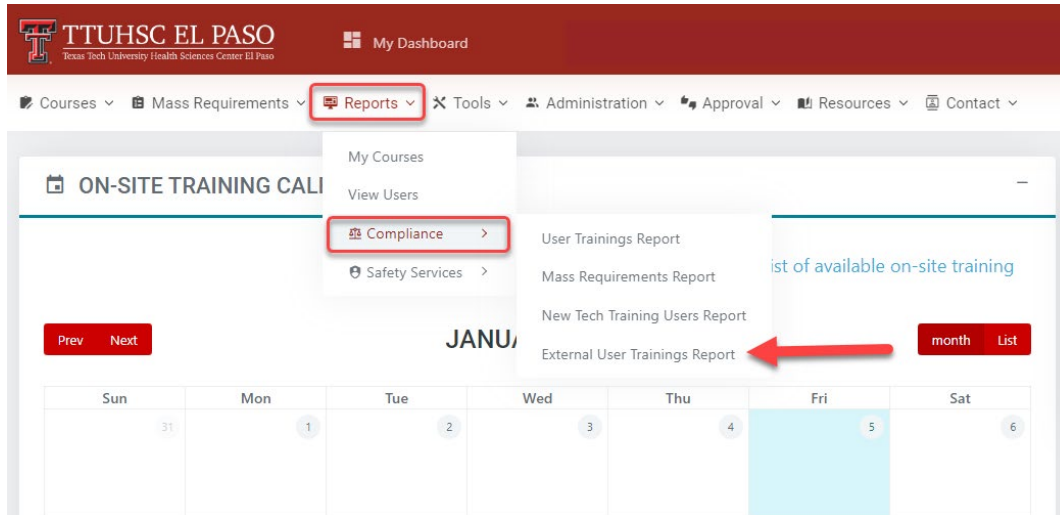 TTUHSC EL PASO
Texas Tech University Health Sciences Center El Paso
My Dashboard
Courses Mass Requirements Reports Tools Administration Approval Resources Contact
My Courses
View Users
Compliance
Safety Services
User Trainings Report
Mass Requirements Report
New Tech Training Users Report
External User Trainings Report
ON-SITE TRAINING CALE
ist of available on-site training
Prev Next
JANU
month List
Sun Mon Tue Wed Thu Fri Sat
31 1 2 3 4 5 6